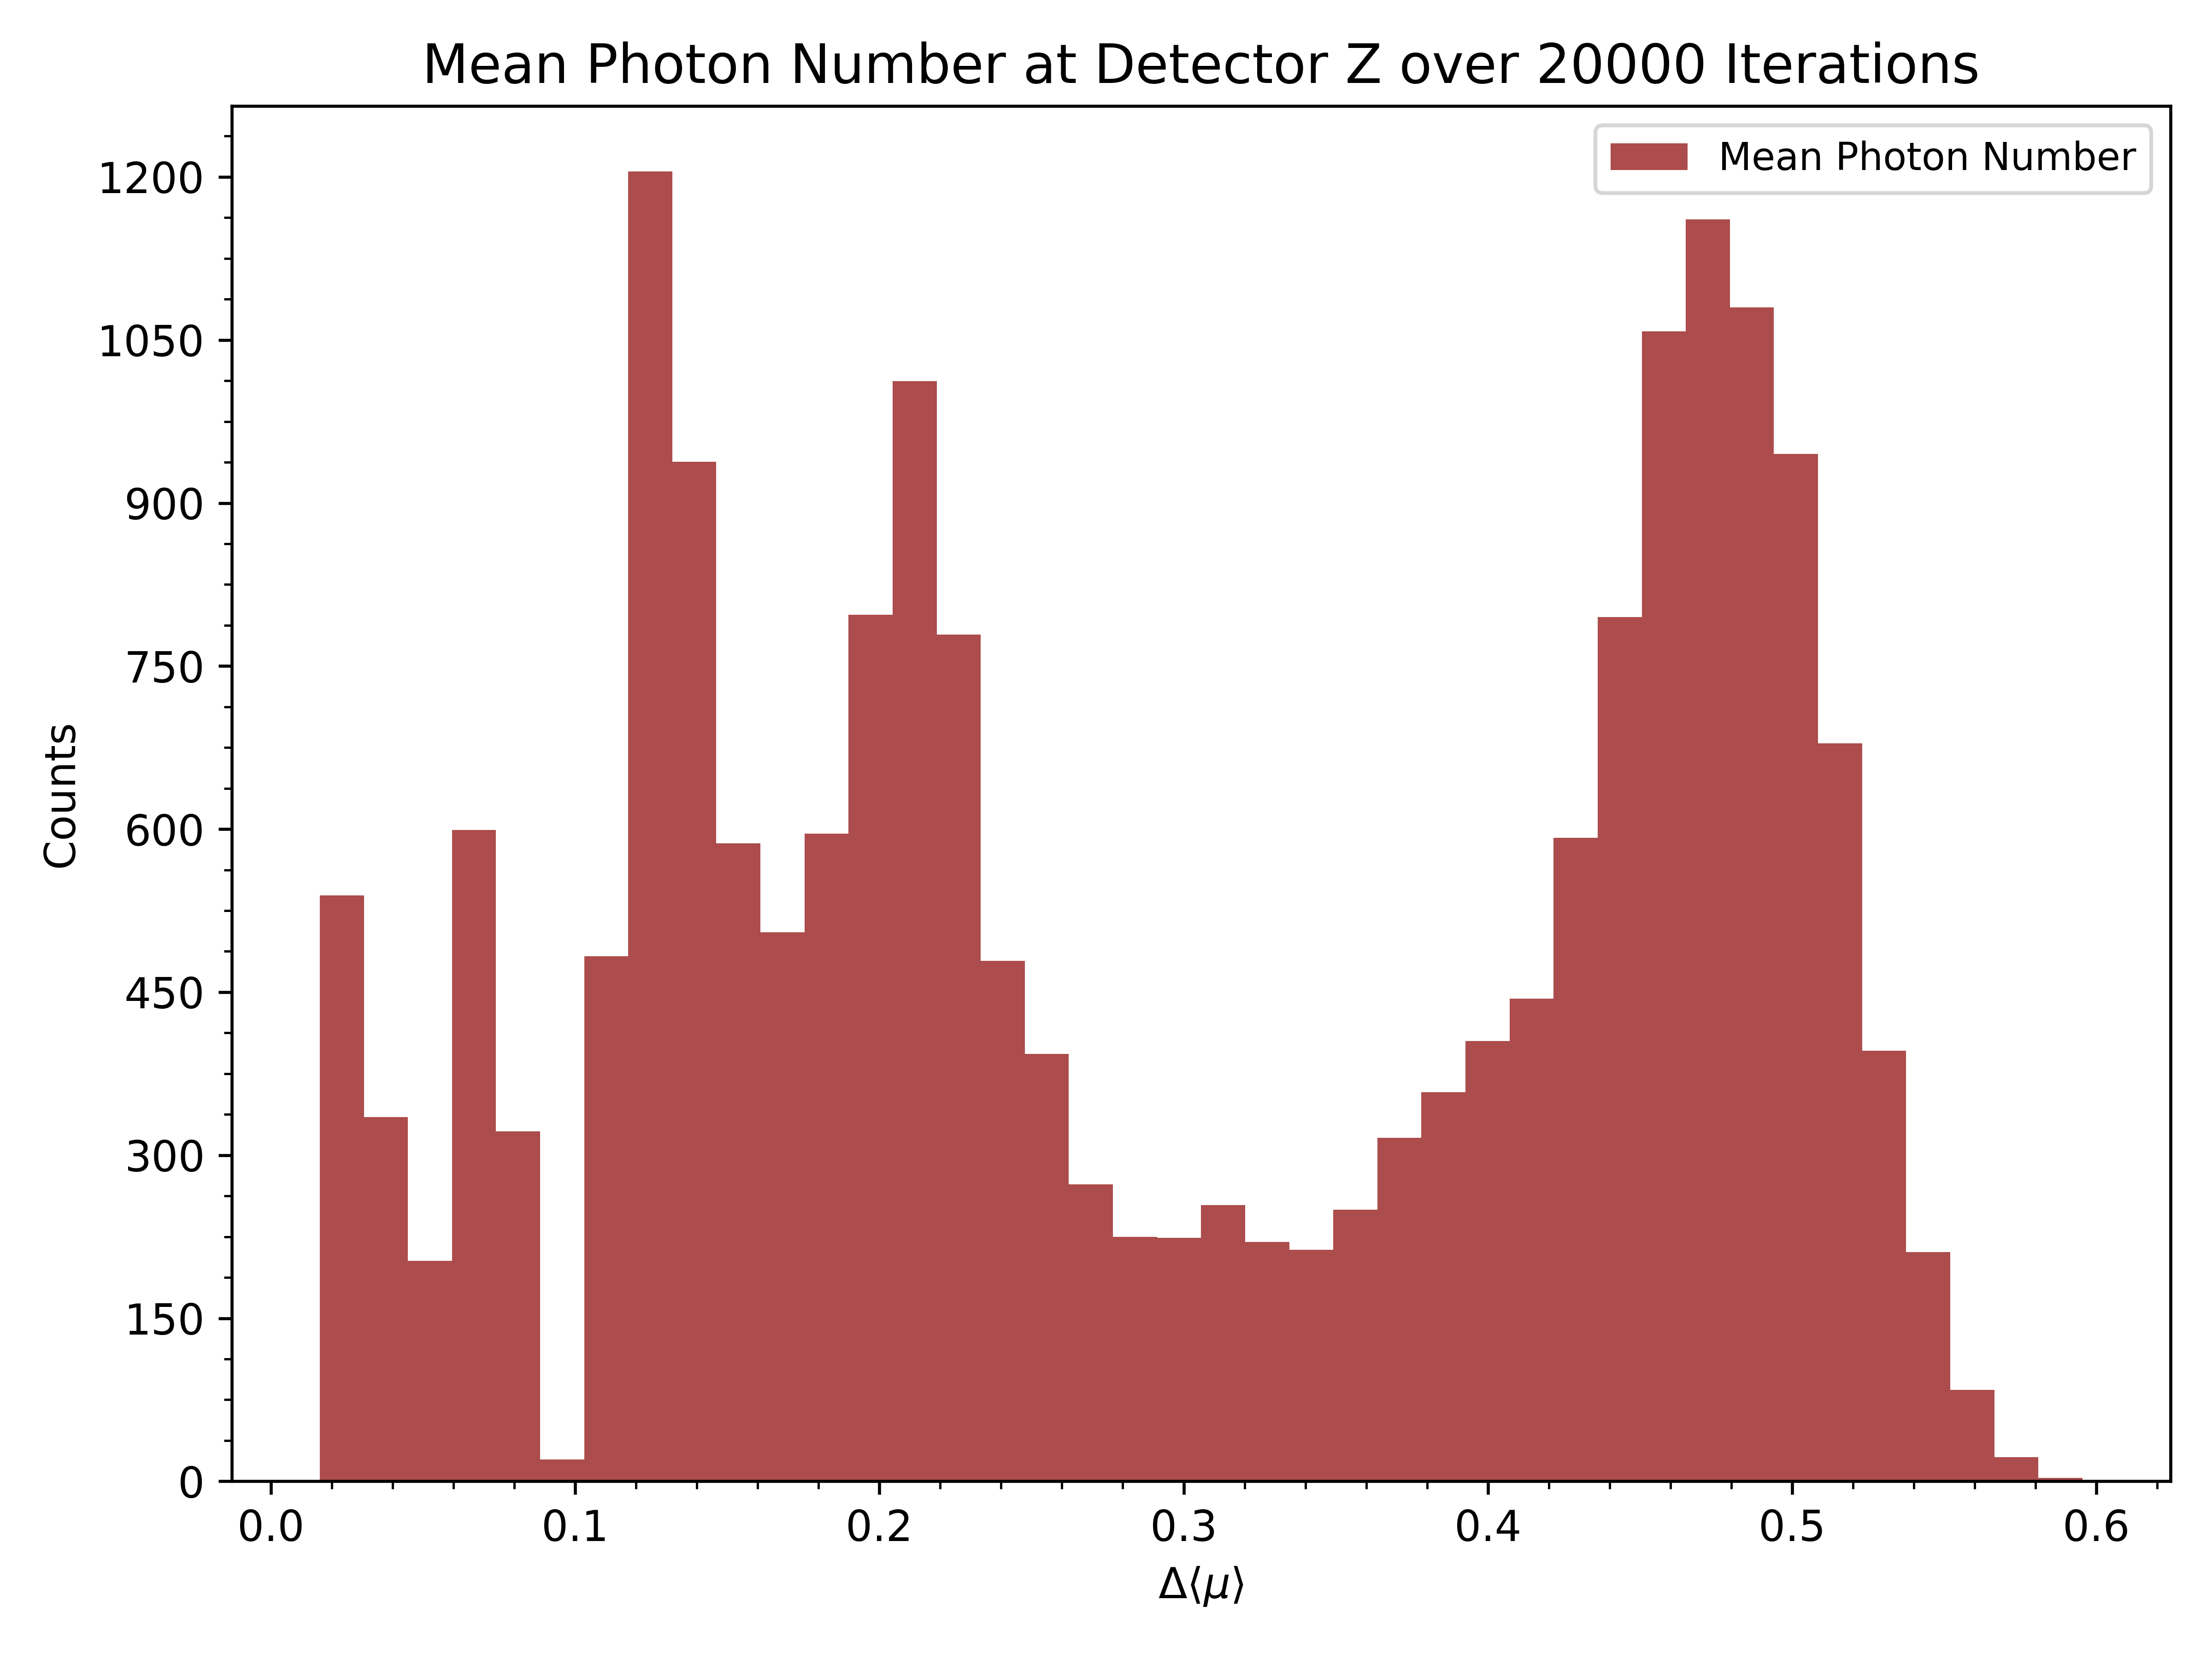 Mean Photon Number at Detector Z over 20000 Iterations
Mean Photon Number
1200
1050
900
750
600
450
300
150
0
Counts
0.0 0.1 0.2 0.3 0.4 0.5 0.6
Δ⟨μ⟩